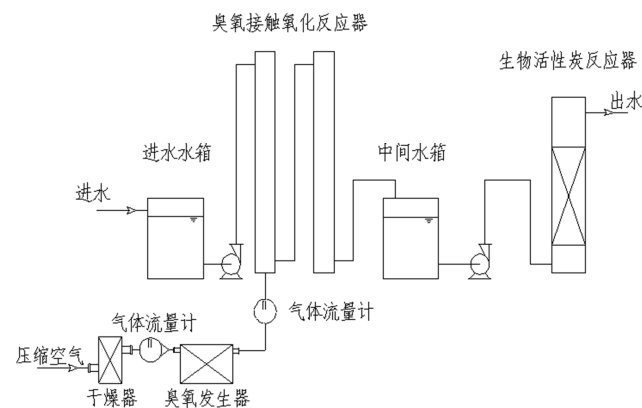 臭氧接触氧化反应器
生物活性炭反应器
出水
进水水箱
中间水箱
进水
气体流量计
气体流量计
压缩空气
干燥器
臭氧发生器